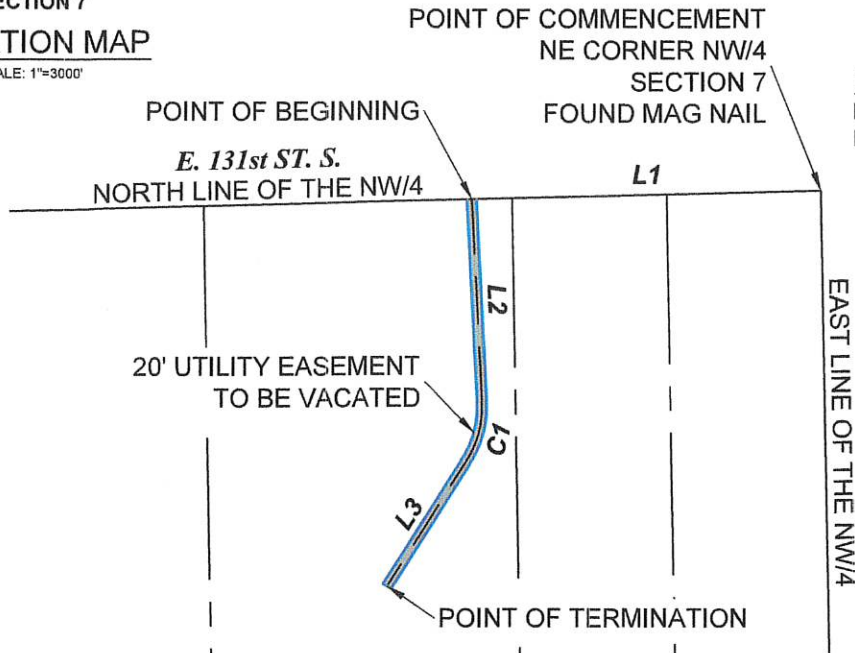 SECTION 7
TION MAP
ALE: 1"=3000'
POINT OF COMMENCEMENT
NE CORNER NW/4
SECTION 7
FOUND MAG NAIL
POINT OF BEGINNING
E. 131st ST. S.
NORTH LINE OF THE NW/4
L1
L2
20' UTILITY EASEMENT
TO BE VACATED
C1
L3
EAST LINE OF THE NW/4
POINT OF TERMINATION